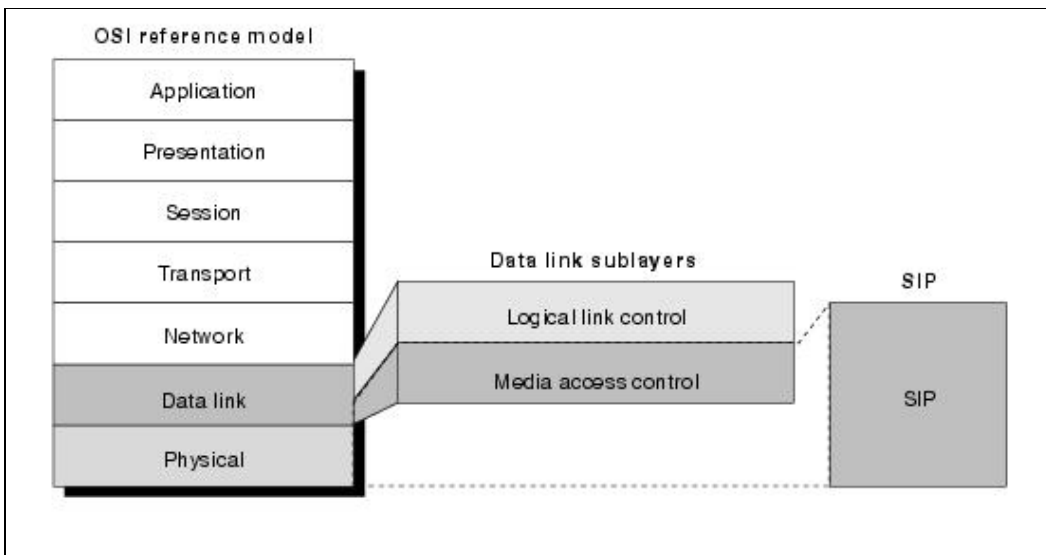 OSI reference model
Application
Presentation
Session
Transport
Network
Data link
Physical
Data link sublayers
Logical link control
Media access control
SIP
SIP